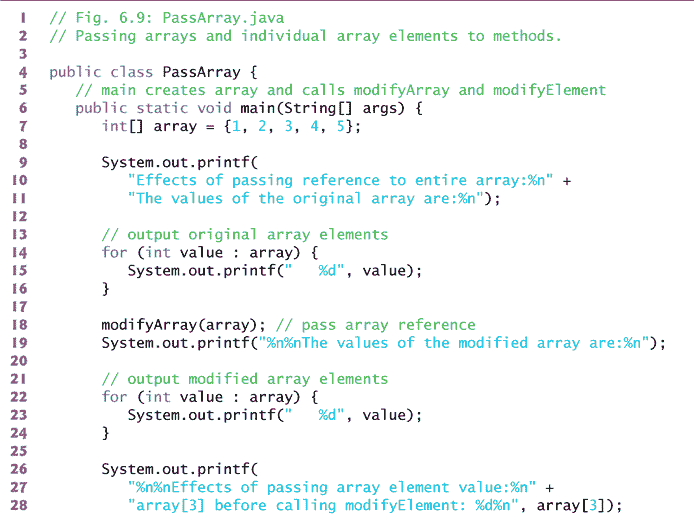 1 // Fig. 6.9: PassArray.java
2 // Passing arrays and individual array elements to methods.
3
4 public class PassArray {
5    // main creates array and calls modifyArray and modifyElement
6    public static void main(String[] args) {
7       int[] array = {1, 2, 3, 4, 5};
8
9       System.out.printf(
10          "Effects of passing reference to entire array:%n" +
11          "The values of the original array are:%n");
12
13       // output original array elements
14       for (int value : array) {
15          System.out.printf("   %d", value);
16       }
17
18       modifyArray(array); // pass array reference
19       System.out.printf("%n%nThe values of the modified array are:%n");
20
21       // output modified array elements
22       for (int value : array) {
23          System.out.printf("   %d", value);
24       }
25
26       System.out.printf(
27          "%n%nEffects of passing array element value:%n" +
28          "array[3] before calling modifyElement: %d%n", array[3]);